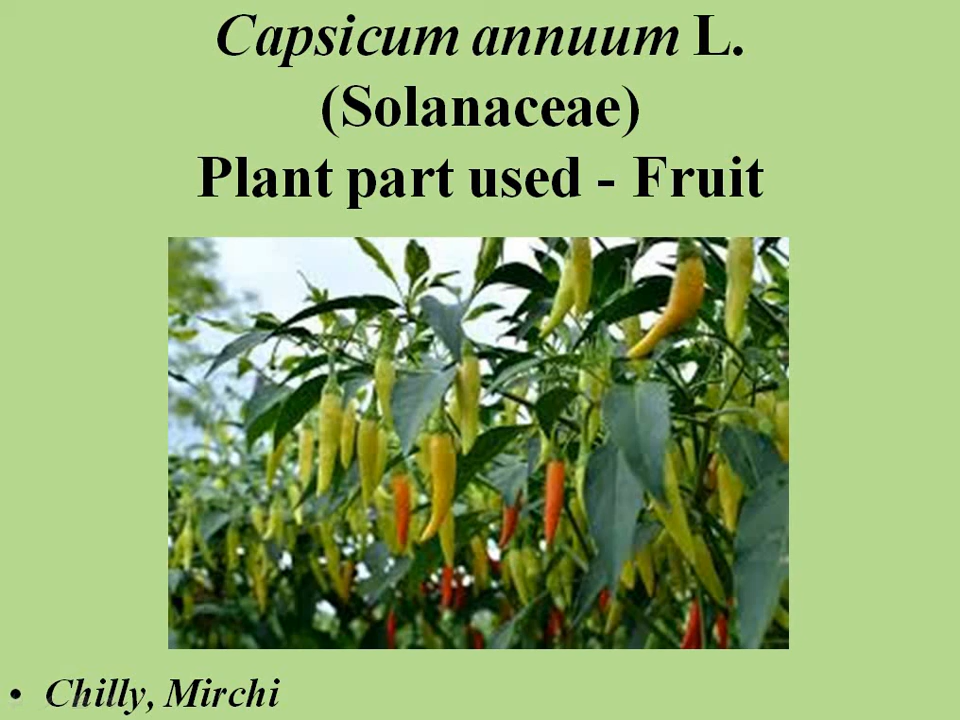 Capsicum annuum L.
(Solanaceae)
Plant part used - Fruit
• Chilly, Mirchi